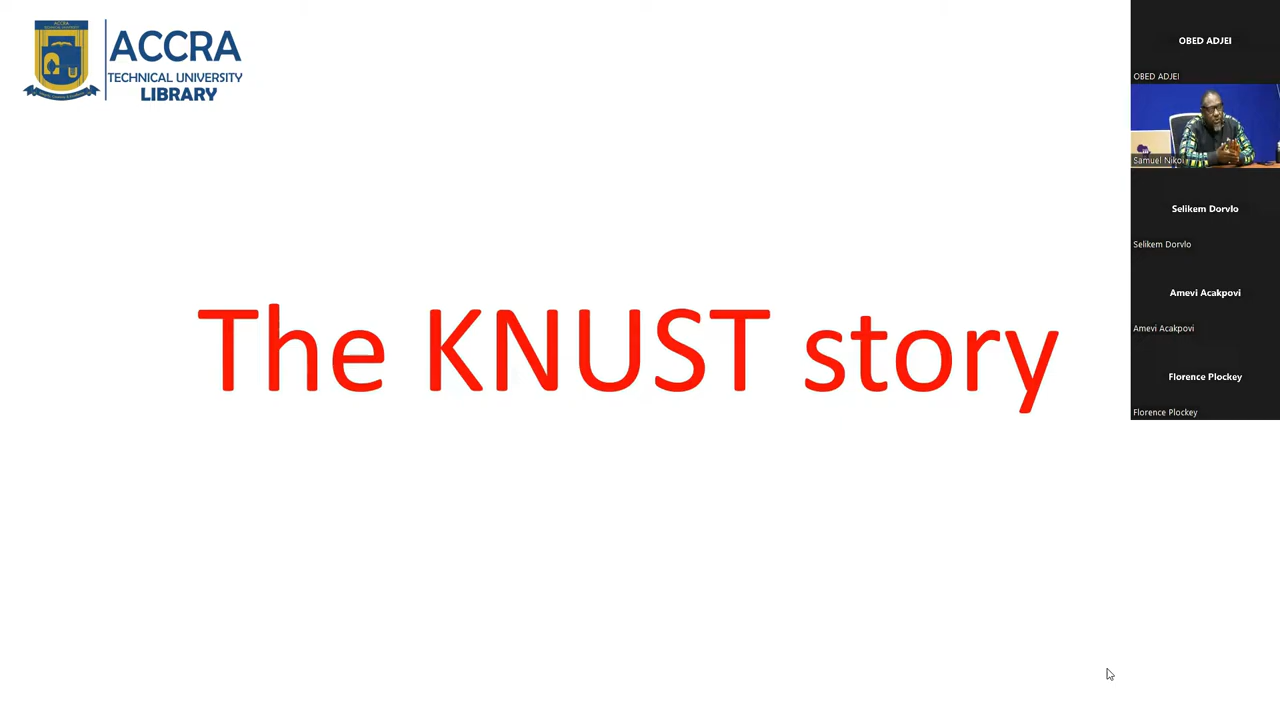 ACCRA
TECHNICAL UNIVERSITY
LIBRARY
The KNUST story
OBED ADJEI
OBED ADJEI
Samuel Nikoi
Selikem Dorvlo
Selikem Dorvlo
Amevi Acakpovi
Amevi Acakpovi
Florence Plockey
Florence Plockey